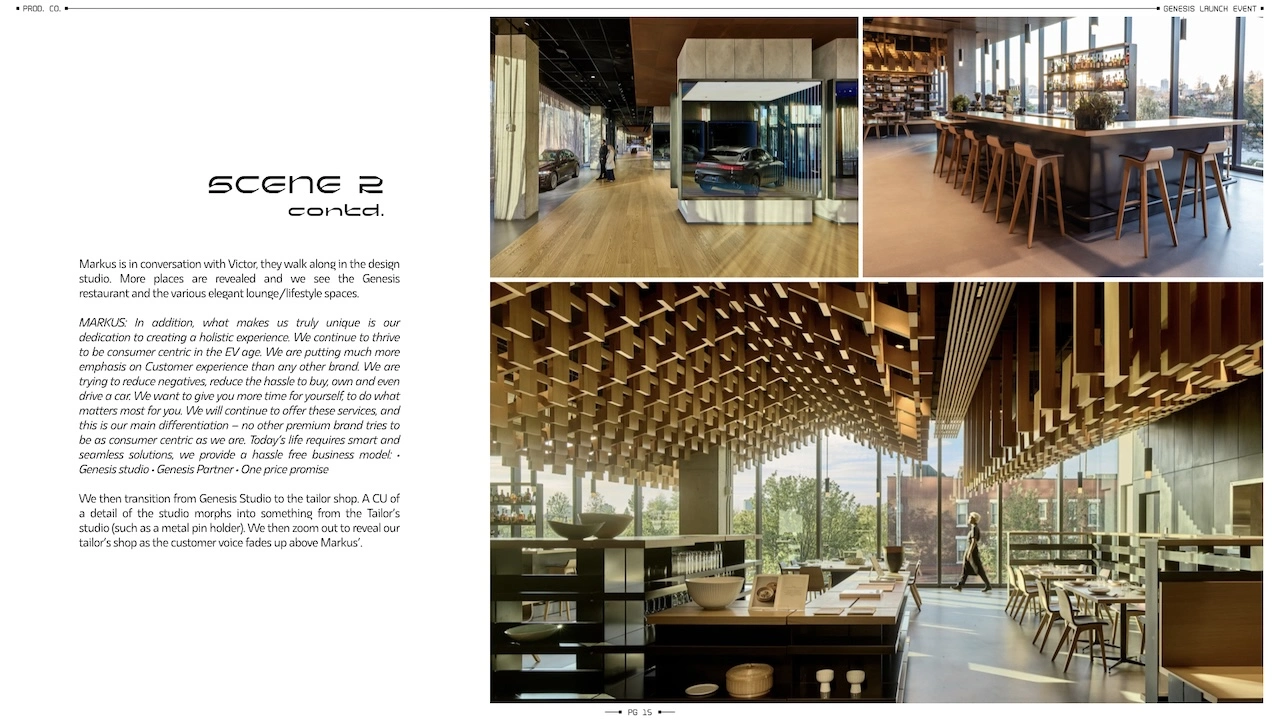 PROD. CO.
GENESIS LAUNCH EVENT
SCENE 2
contd.
Markus is in conversation with Victor, they walk along in the design
studio. More places are revealed and we see the Genesis
restaurant and the various elegant lounge/lifestyle spaces.
MARKUS: In addition, what makes us truly unique is our
dedication to creating a holistic experience. We continue to thrive
to be consumer centric in the EV age. We are putting much more
emphasis on Customer experience than any other brand. We are
trying to reduce negatives, reduce the hassle to buy, own and even
drive a car. We want to give you more time for yourself, to do what
matters most for you. We will continue to offer these services, and
this is our main differentiation – no other premium brand tries to
be as consumer centric as we are. Today's life requires smart and
seamless solutions, we provide a hassle free business model: •
Genesis studio • Genesis Partner • One price promise
We then transition from Genesis Studio to the tailor shop. A CU of
a detail of the studio morphs into something from the Tailor's
studio (such as a metal pin holder). We then zoom out to reveal our
tailor's shop as the customer voice fades up above Markus'.
PG 15